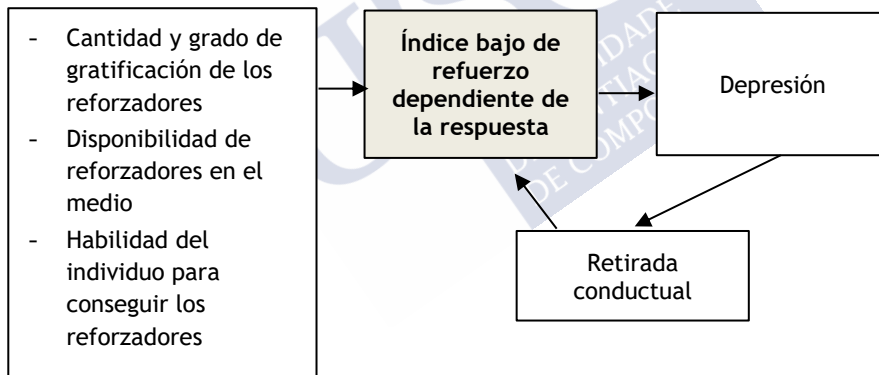 - Cantidad y grado de
gratificación de los
reforzadores
- Disponibilidad de
reforzadores en el
medio
- Habilidad del
individuo para
conseguir los
reforzadores
Índice bajo de
refuerzo
dependiente de
la respuesta
Depresión
Retirada
conductual